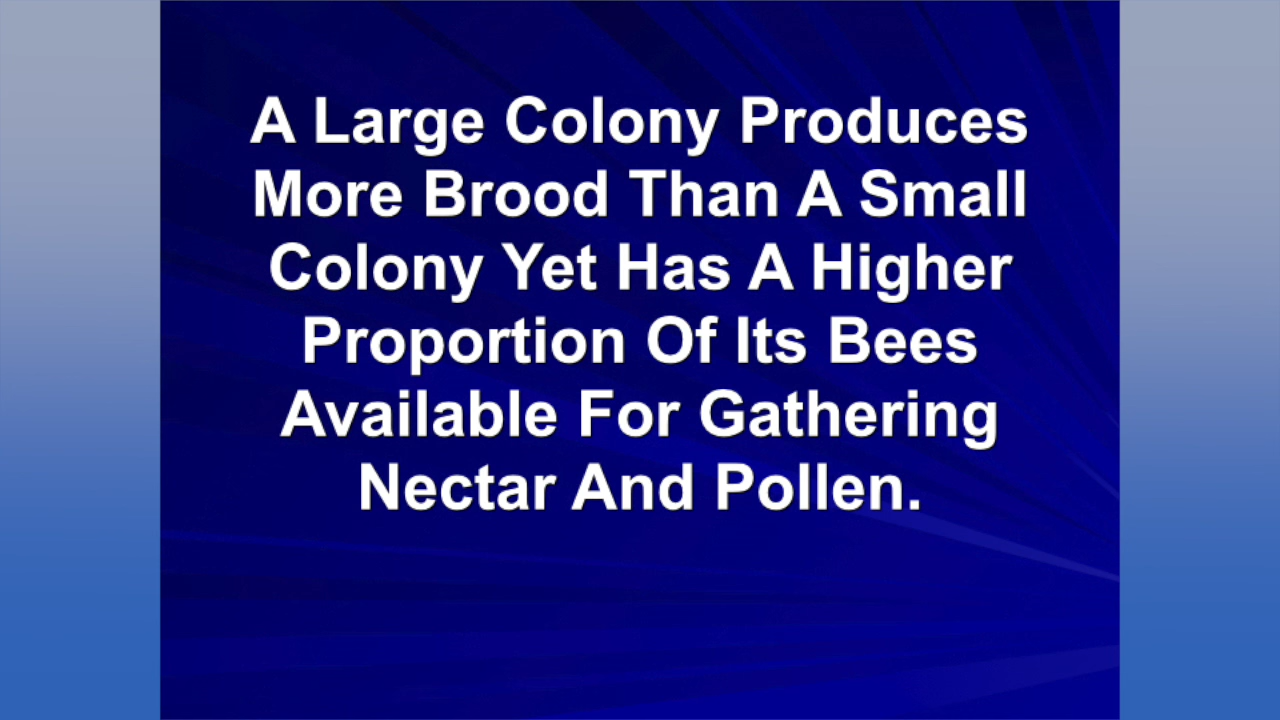 A Large Colony Produces
More Brood Than A Small
Colony Yet Has A Higher
Proportion Of Its Bees
Available For Gathering
Nectar And Pollen.